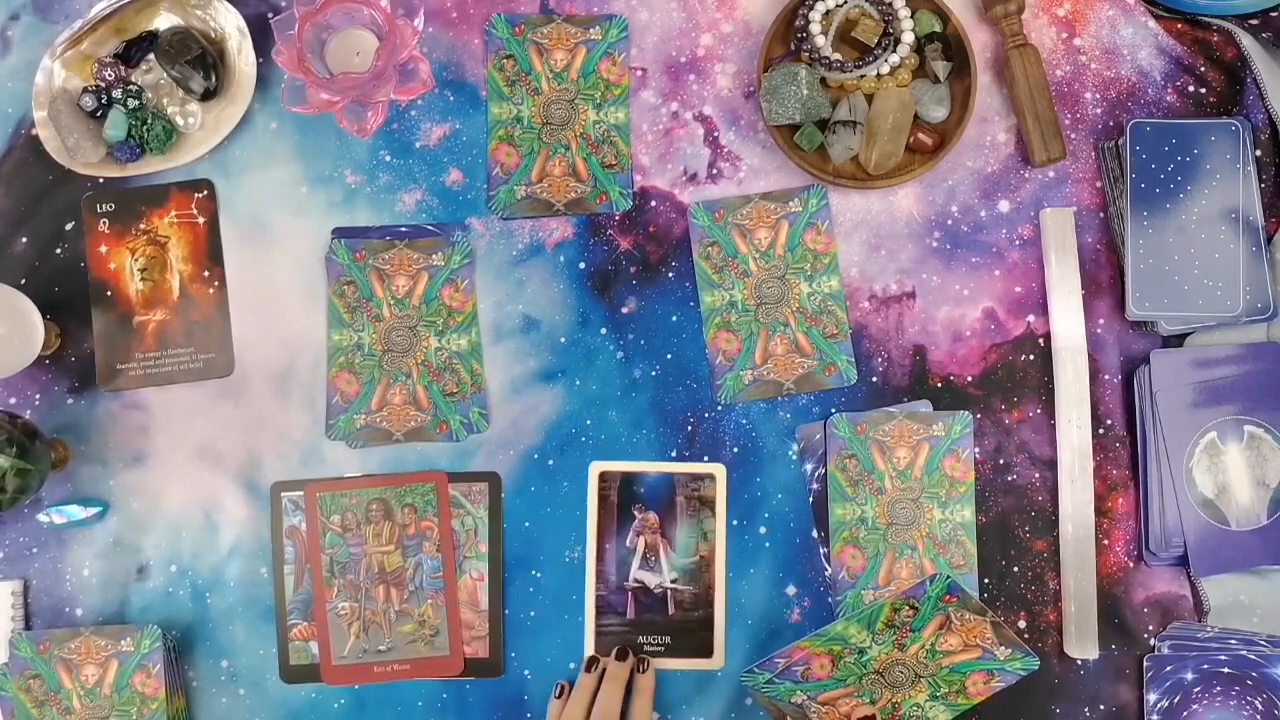 LEO
The energy is flamboyant,
dramatic, proud and passionate. It focuses
on the importance of self-belief.
AUGUR
Mastery